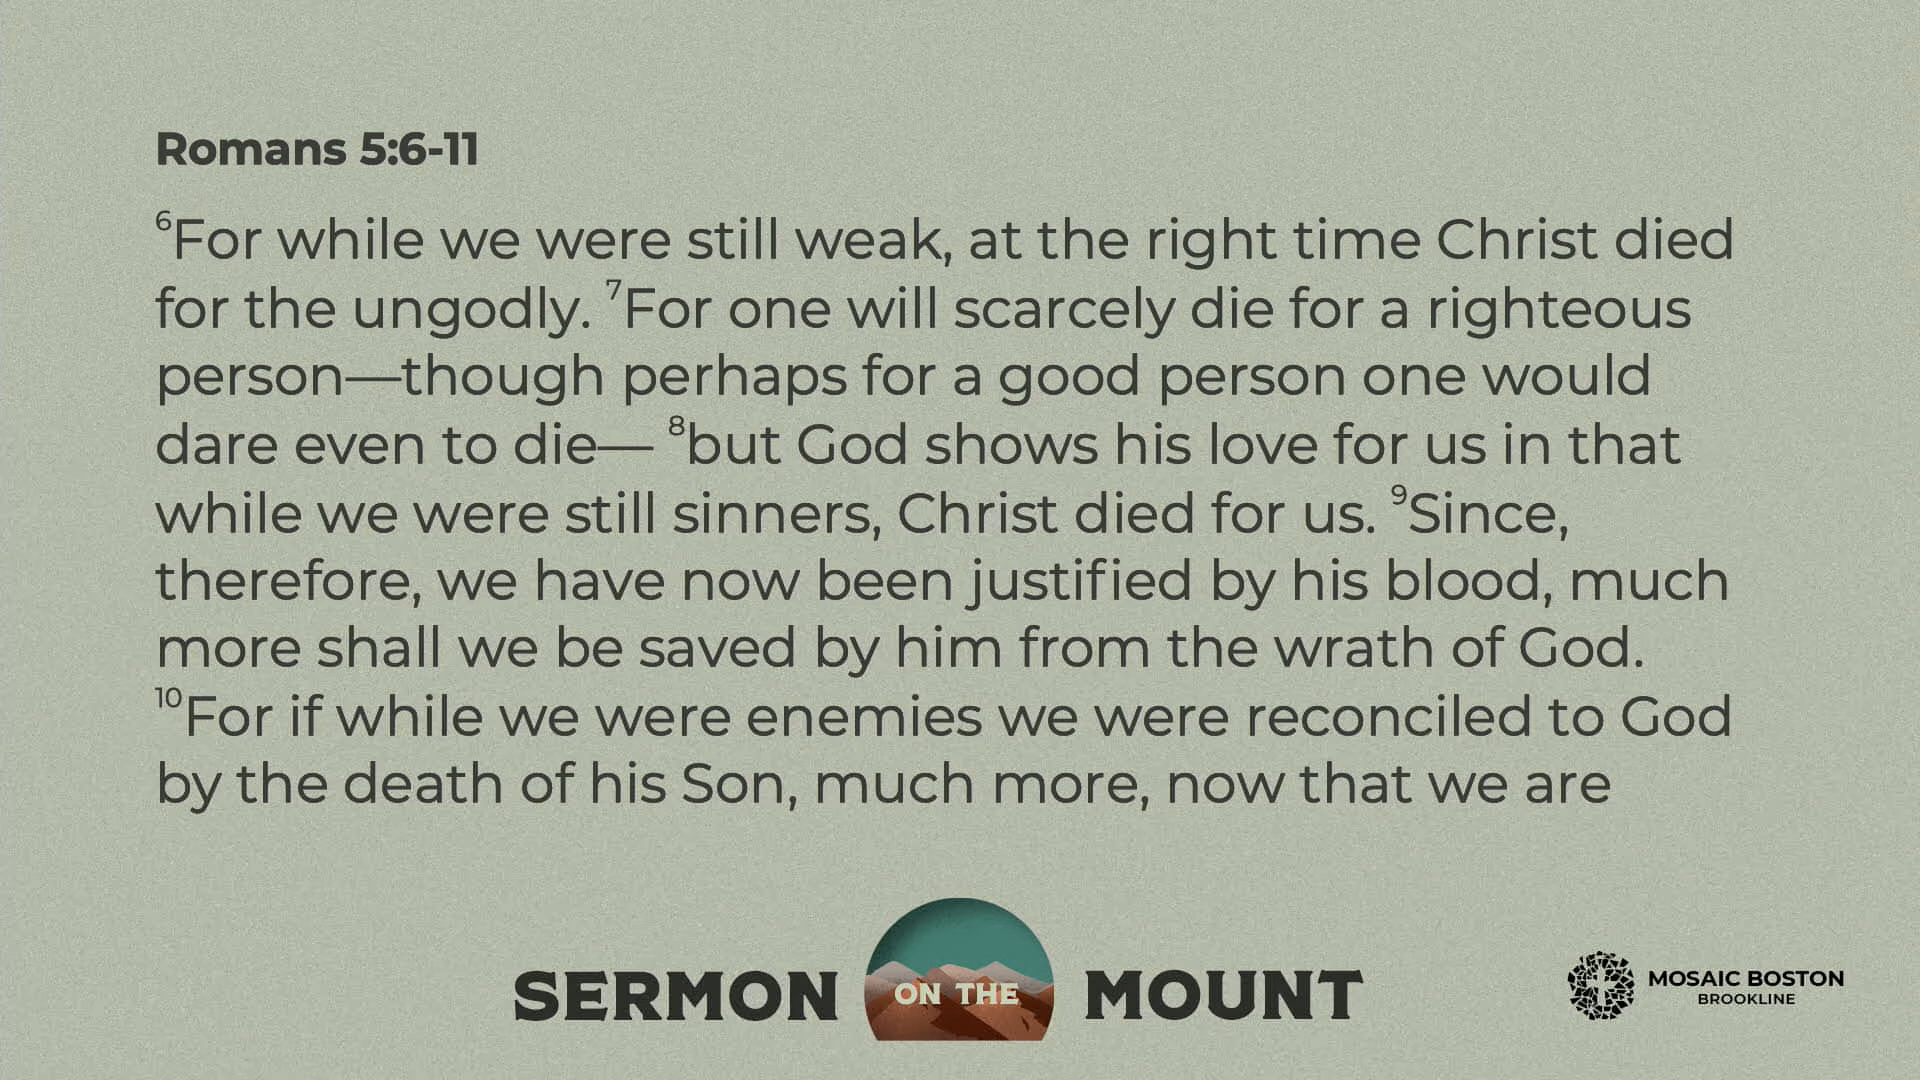 Romans 5:6-11
⁶For while we were still weak, at the right time Christ died
for the ungodly. ⁷For one will scarcely die for a righteous
person—though perhaps for a good person one would
dare even to die— ⁸but God shows his love for us in that
while we were still sinners, Christ died for us. ⁹Since,
therefore, we have now been justified by his blood, much
more shall we be saved by him from the wrath of God.
¹⁰For if while we were enemies we were reconciled to God
by the death of his Son, much more, now that we are
SERMON ON THE MOUNT
MOSAIC BOSTON
BROOKLINE